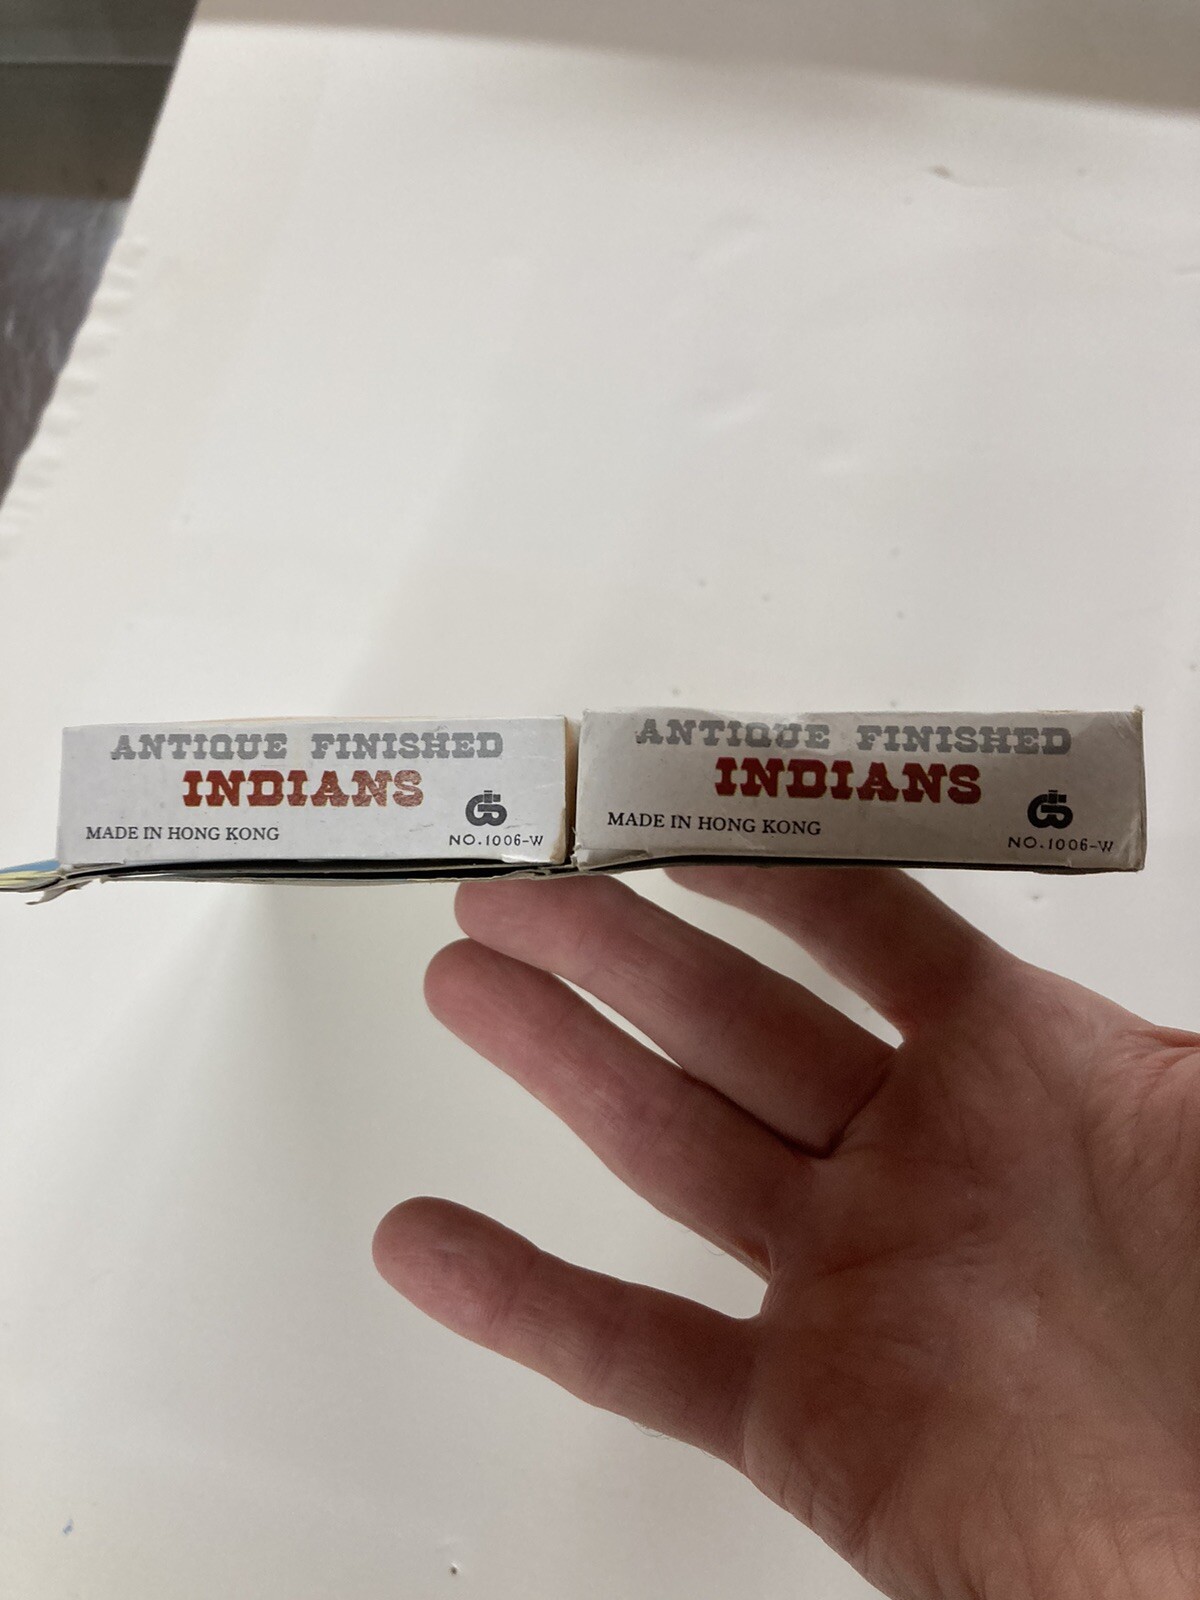 ANTIQUE FINISHED
INDIANS
MADE IN HONG KONG
NO.1006-W
ANTIQUE FINISHED
INDIANS
MADE IN HONG KONG
NO.1006-W